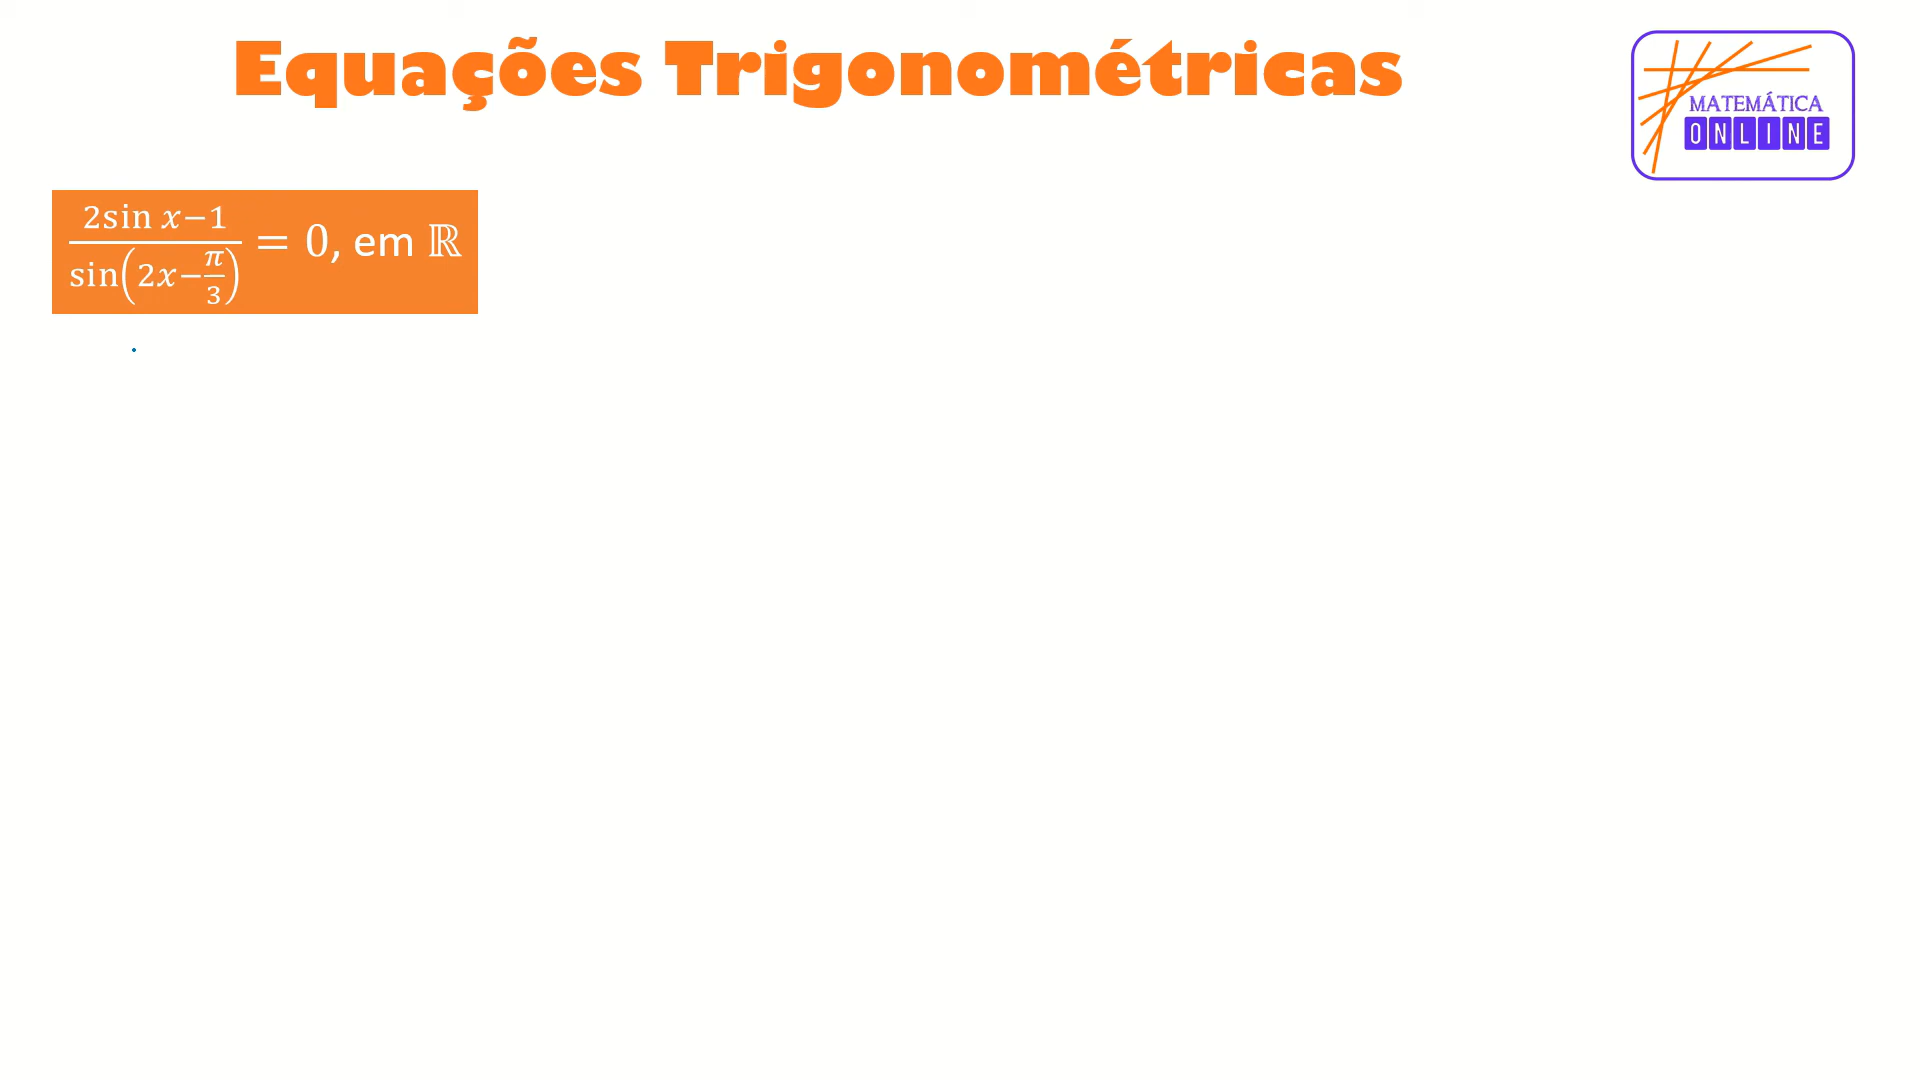 Equações Trigonométricas
MATEMÁTICA
ONLINE
2sin x−1
sin(2x−π/3)
= 0, em ℝ